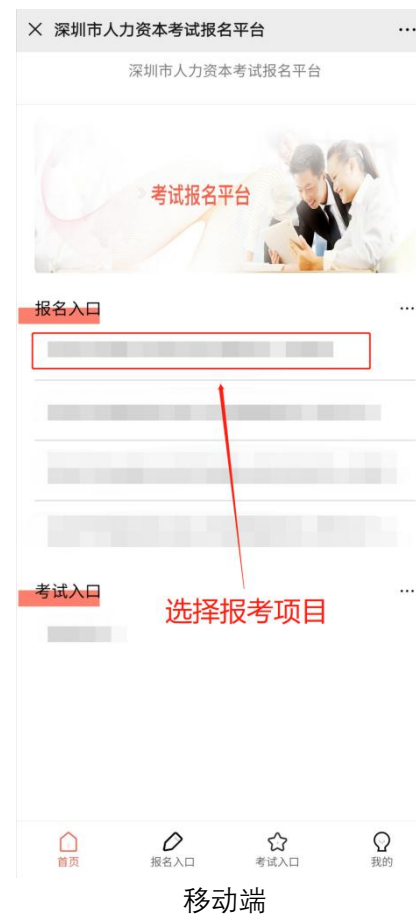 深圳市人力资本考试报名平台
深圳市人力资本考试报名平台
考试报名平台
报名入口
考试入口
选择报考项目
首页 报名入口 考试入口 我的
移动端